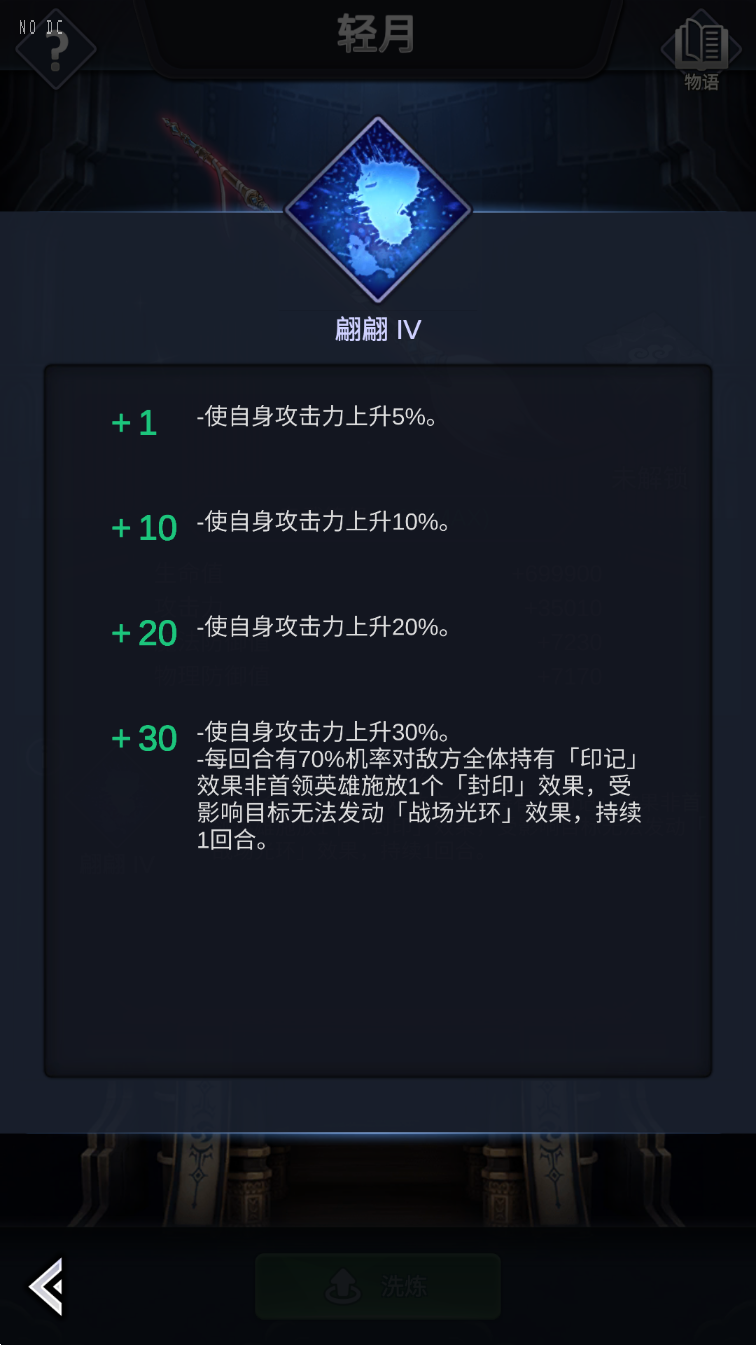 NO DC
轻月
物语
翩翩 IV
+1
-使自身攻击力上升5%。
+10
-使自身攻击力上升10%。
+20
-使自身攻击力上升20%。
+30
-使自身攻击力上升30%。
-每回合有70%机率对敌方全体持有「印记」
效果非首领英雄施放1个「封印」效果，受
影响目标无法发动「战场光环」效果，持续
1回合。
洗炼